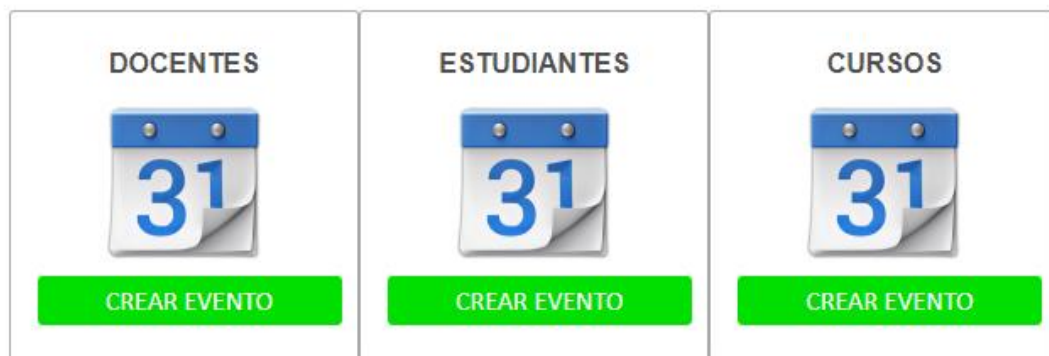 DOCENTES
31
CREAR EVENTO
ESTUDIANTES
31
CREAR EVENTO
CURSOS
31
CREAR EVENTO